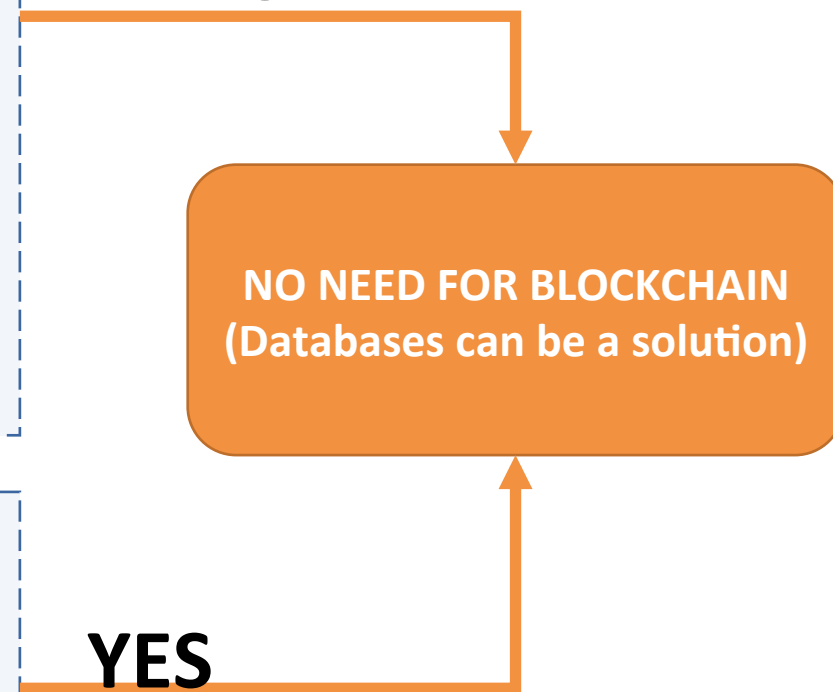 NO NEED FOR BLOCKCHAIN
(Databases can be a solution)
YES